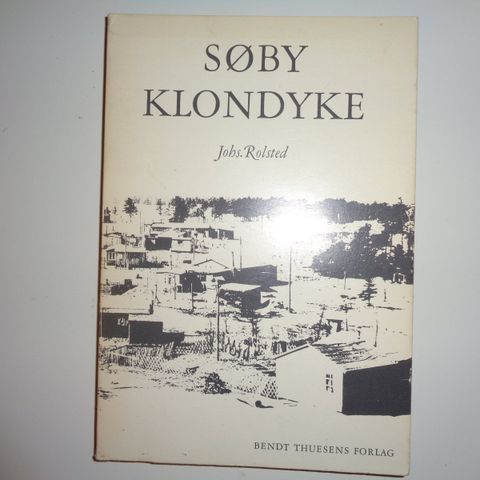 SØBY
KLONDYKE
Johs. Rolsted
BENDT THUESENS FORLAG